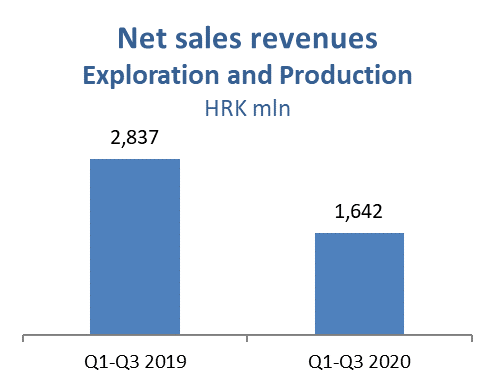 Net sales revenues
Exploration and Production
HRK mln
2,837
1,642
Q1-Q3 2019
Q1-Q3 2020